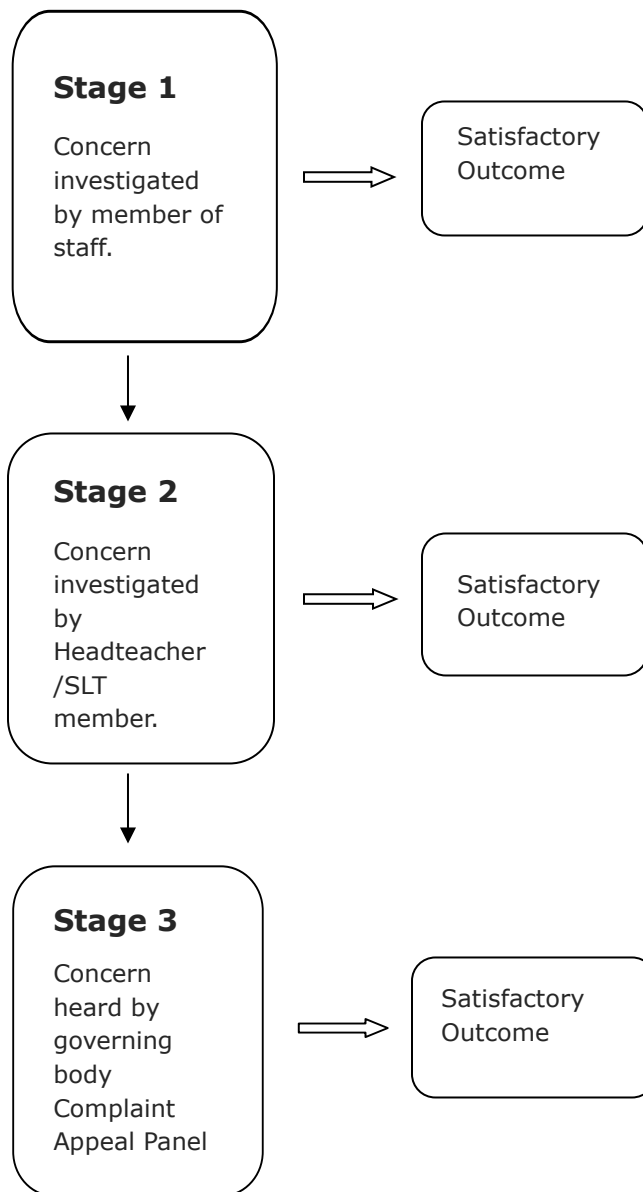 Stage 1
Concern
investigated
by member of
staff.
Satisfactory
Outcome
Stage 2
Concern
investigated
by
Headteacher
/SLT
member.
Satisfactory
Outcome
Stage 3
Concern
heard by
governing
body
Complaint
Appeal Panel
Satisfactory
Outcome